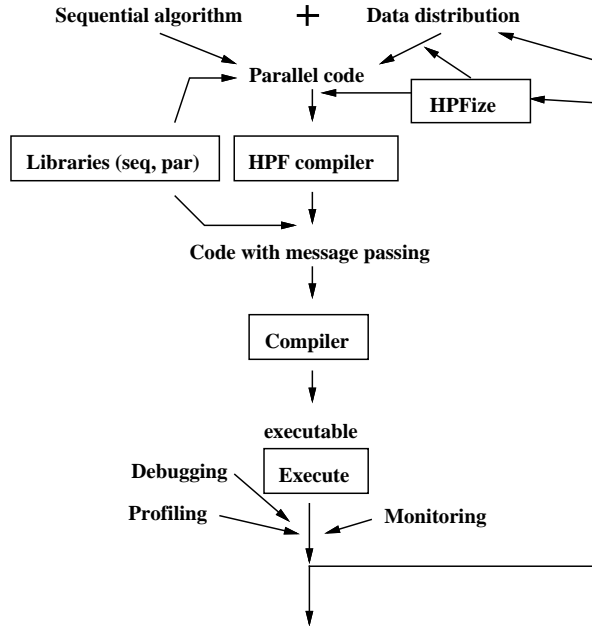 Sequential algorithm + Data distribution
Parallel code
HPFize
Libraries (seq, par)
HPF compiler
Code with message passing
Compiler
executable
Execute
Debugging
Profiling
Monitoring